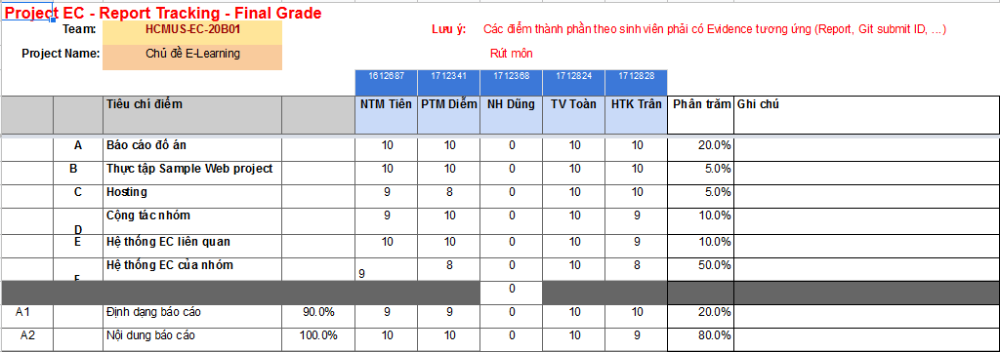 Project EC - Report Tracking - Final Grade
Team: HCMUS-EC-20B01 Lưu ý: Các điểm thành phần theo sinh viên phải có Evidence tương ứng (Report, Git submit ID, ...)
Project Name: Chủ đề E-Learning Rút môn
1612687 1712341 1712368 1712824 1712828
Tiêu chí điểm NTM Tiên PTM Diễm NH Dũng TV Toàn HTK Trân Phần trăm Ghi chú
A Báo cáo đồ án 10 10 0 10 10 20.0%
B Thực tập Sample Web project 10 10 0 10 10 5.0%
C Hosting 9 8 0 10 10 5.0%
D Cộng tác nhóm 9 10 0 10 9 10.0%
E Hệ thống EC liên quan 10 10 0 10 9 10.0%
F Hệ thống EC của nhóm 9 8 0 10 8 50.0%
0
A1 Định dạng báo cáo 90.0% 9 9 0 10 10 20.0%
A2 Nội dung báo cáo 100.0% 10 10 0 10 9 80.0%